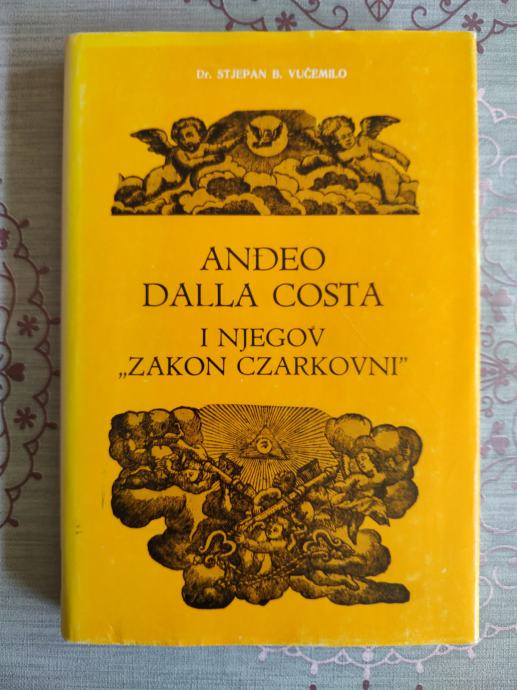 Dr. STJEPAN B. VUČEMILO
ANĐEO
DALLA COSTA
I NJEGOV
„ZAKON CZARKOVNI”